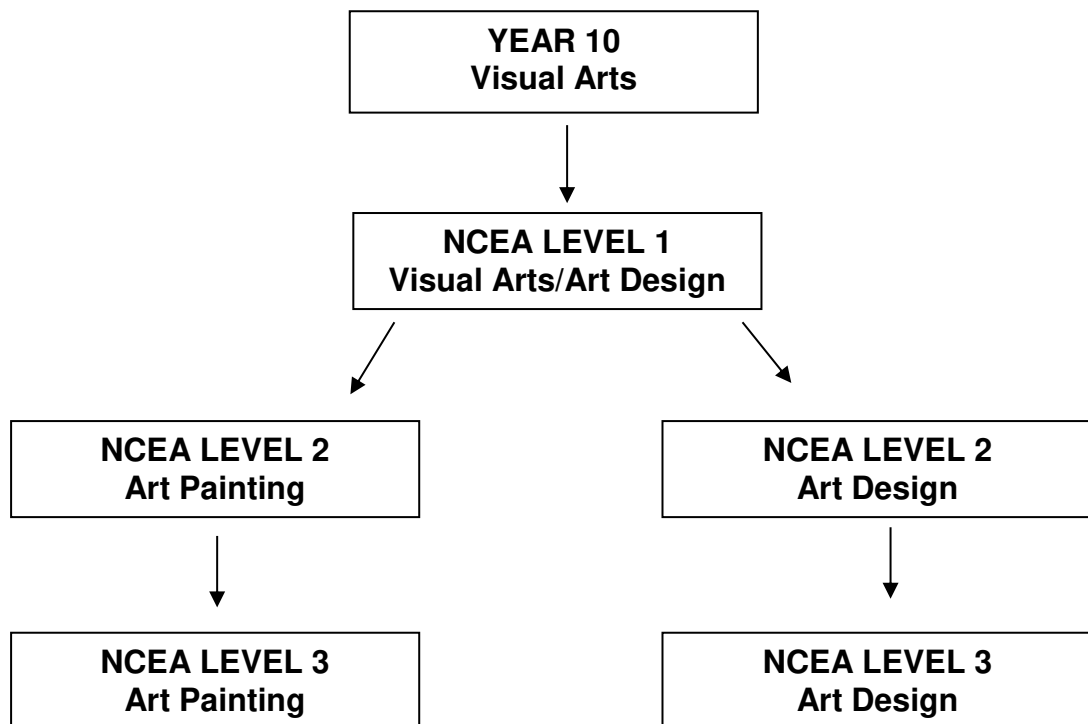 YEAR 10
Visual Arts
NCEA LEVEL 1
Visual Arts/Art Design
NCEA LEVEL 2
Art Painting
NCEA LEVEL 2
Art Design
NCEA LEVEL 3
Art Painting
NCEA LEVEL 3
Art Design